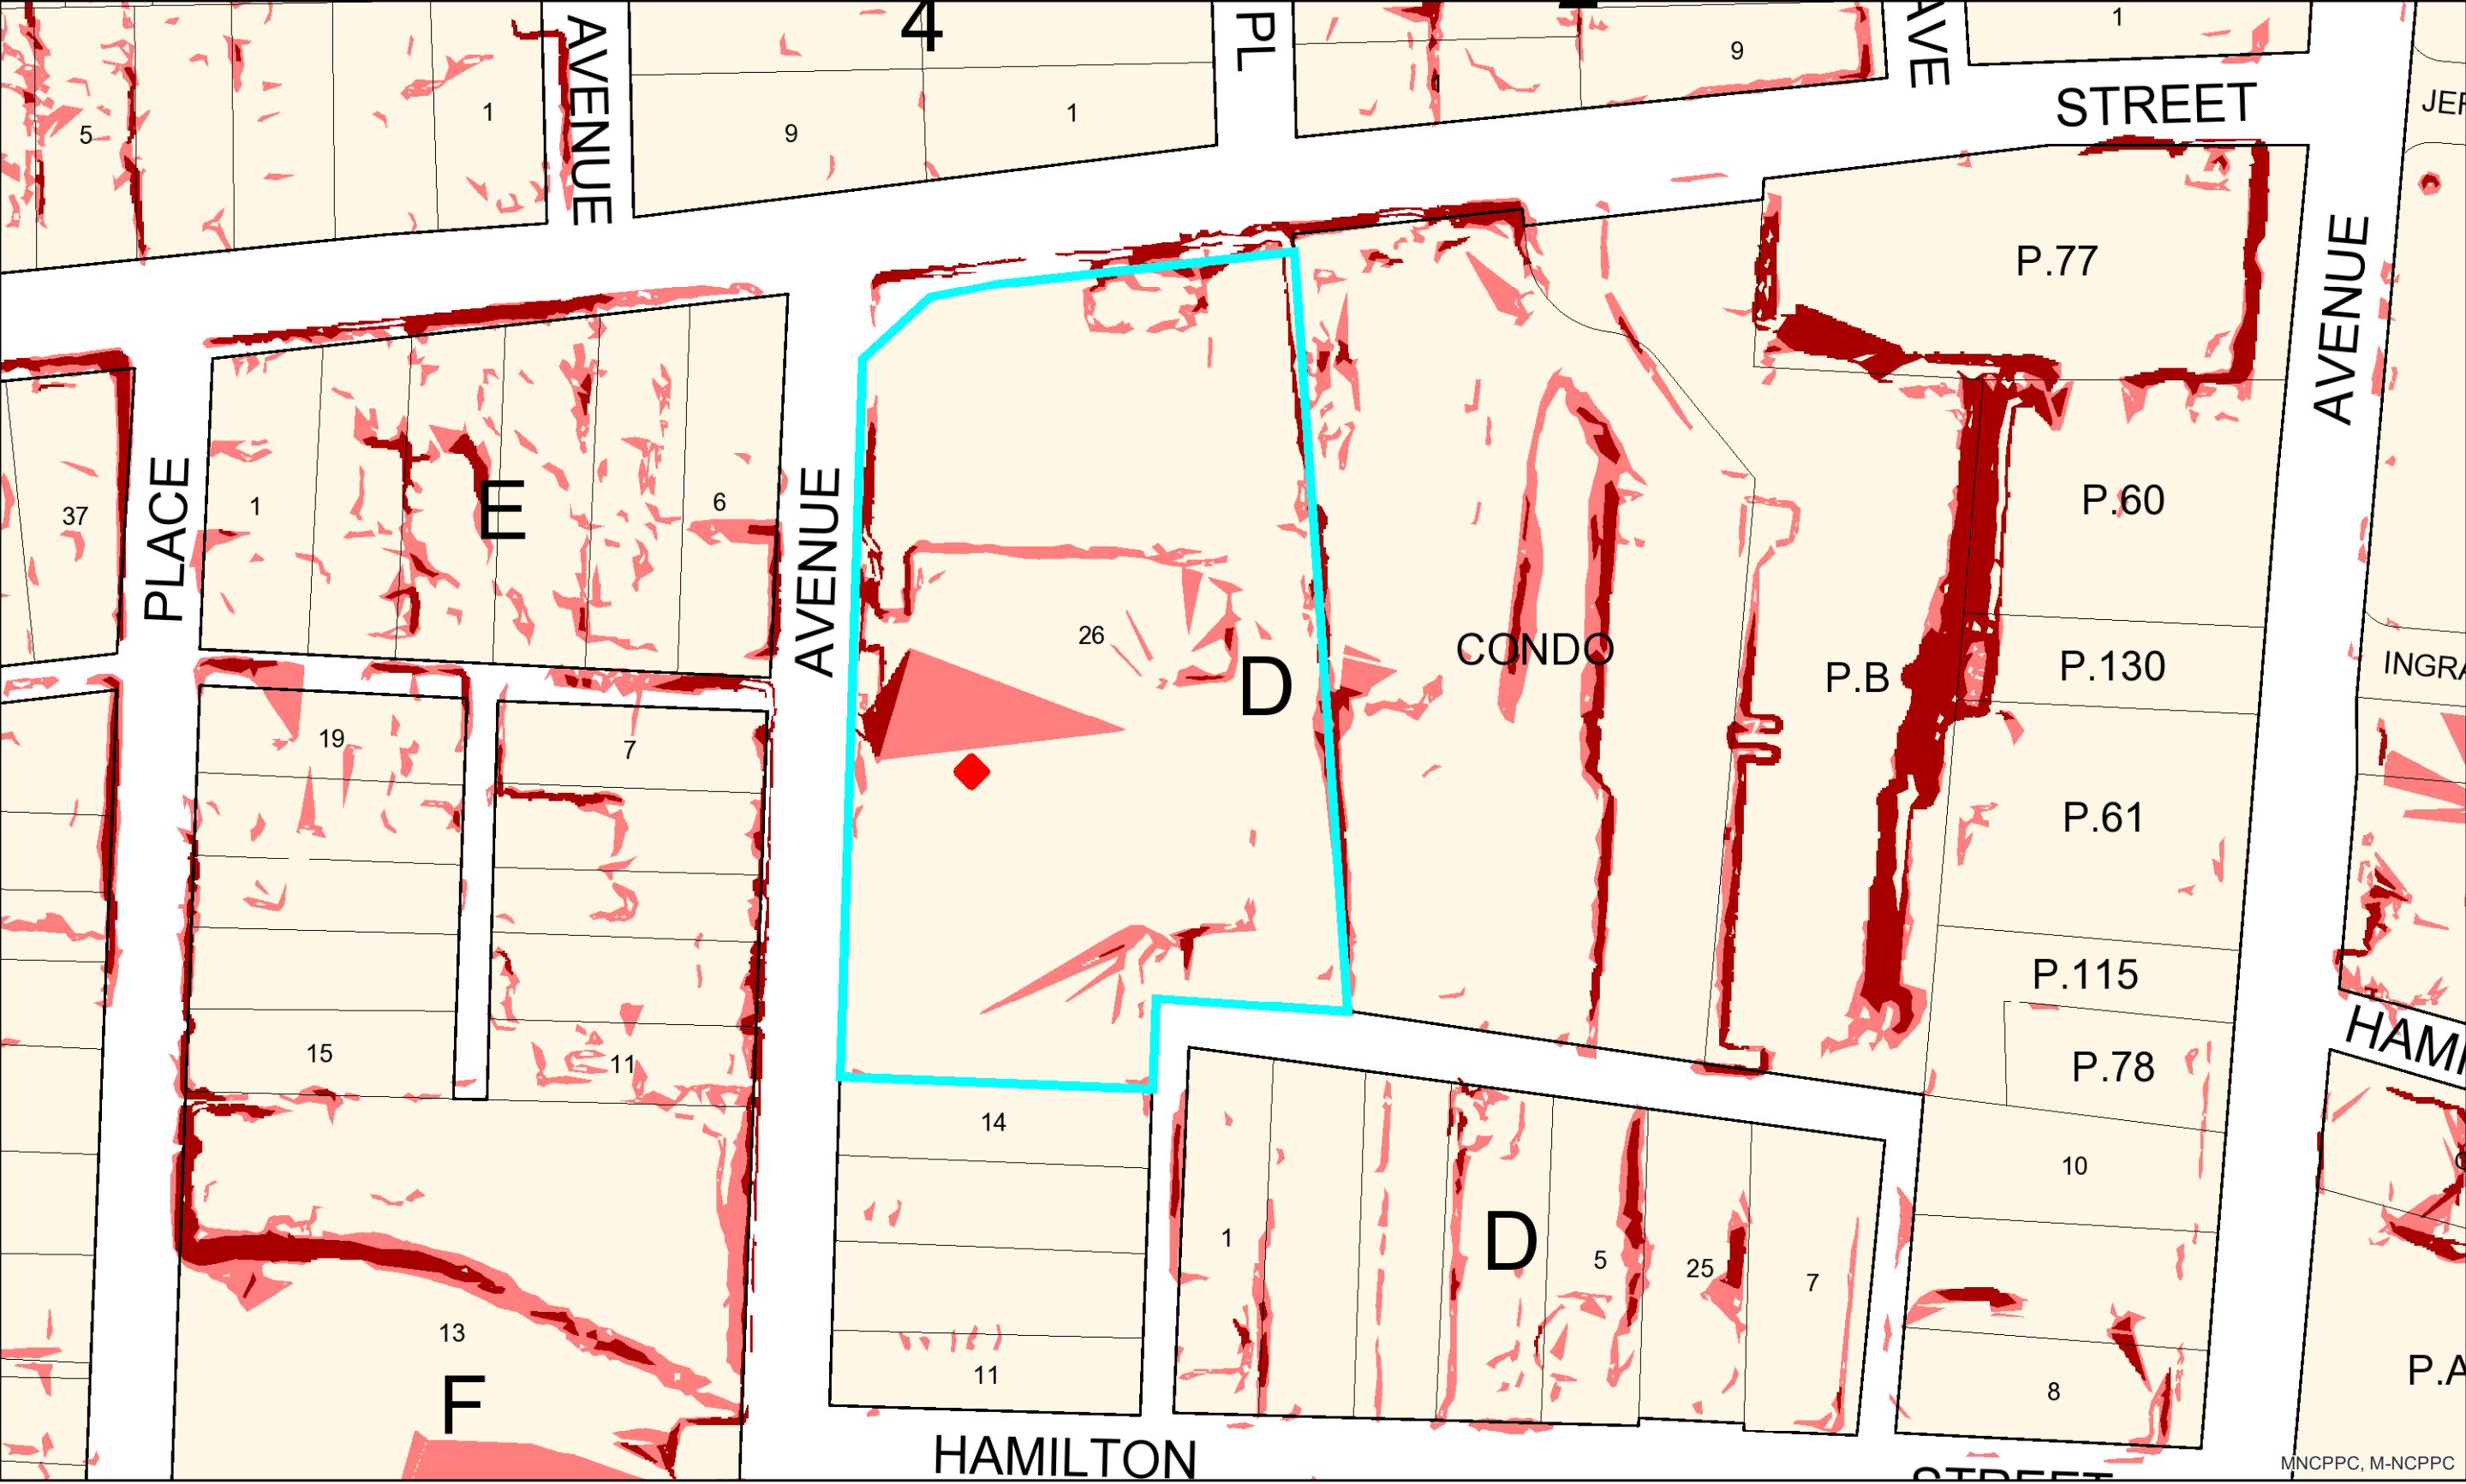 4
PL
AVE
1
AVENUE
9
STREET
JEF
5
1
9
1
P.77
AVENUE
37
PLACE
1
E
6
AVENUE
P.60
26
D
CONDO
P.B
P.130
INGRA
19
7
P.61
P.115
15
11
HAMI
P.78
14
10
1
D
5
25
7
13
F
11
8
P.A
HAMILTON
STREET
MNCPPC, M-NCPPC